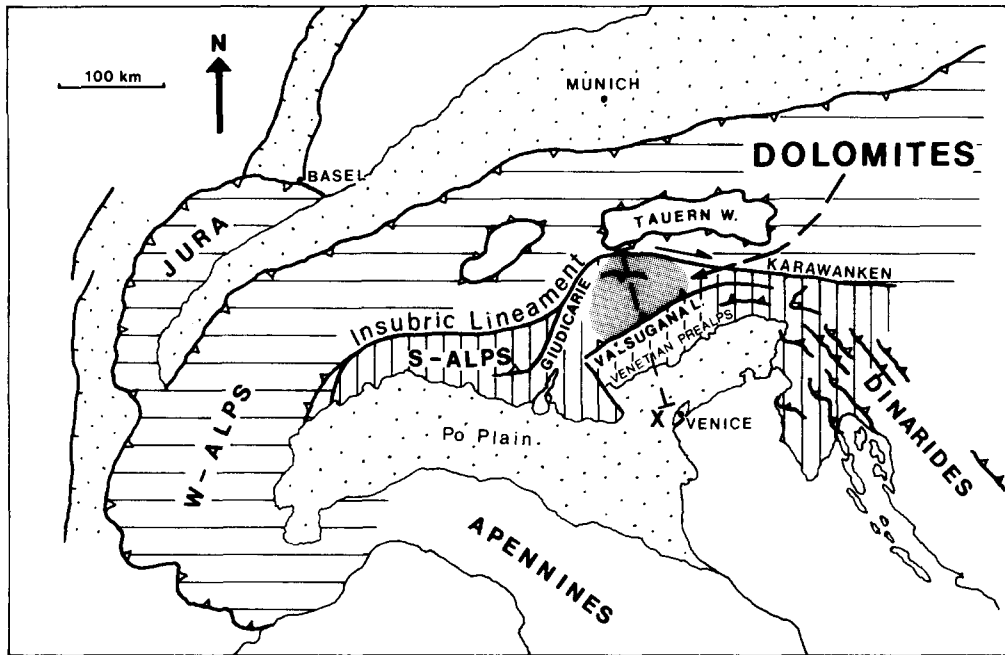 N
100 km
MUNICH
DOLOMITES
BASEL
JURA
TAUERN W.
KARAWANKEN
Insubric Lineament
GIUDICARIE
VALSUGANA L.
S-ALPS
VENETIAN PREALPS
W-ALPS
X
VENICE
Po Plain
DINARIDES
APENNINES